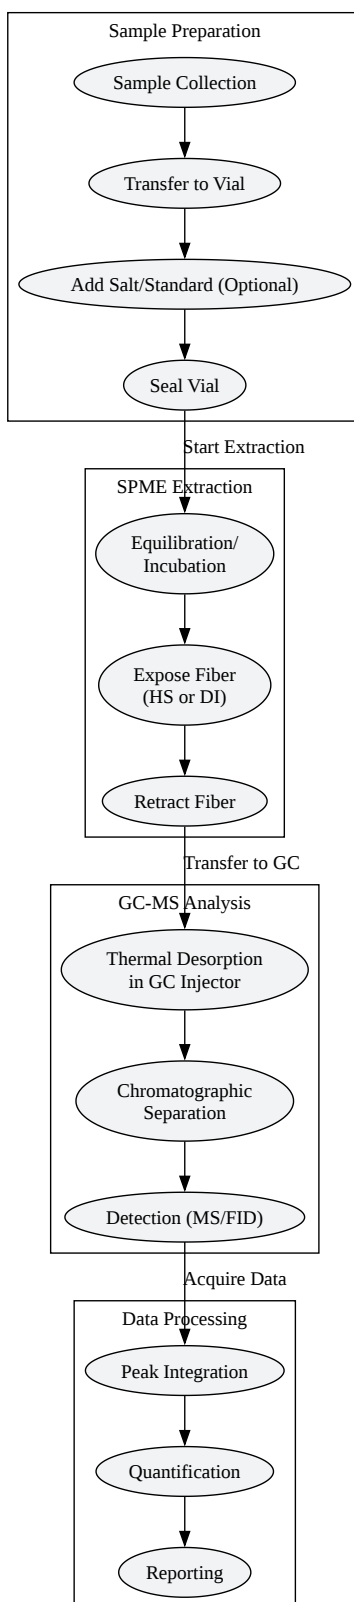 Sample Preparation
Sample Collection
Transfer to Vial
Add Salt/Standard (Optional)
Seal Vial
Start Extraction
SPME Extraction
Equilibration/
Incubation
Expose Fiber
(HS or DI)
Retract Fiber
Transfer to GC
GC-MS Analysis
Thermal Desorption
in GC Injector
Chromatographic
Separation
Detection (MS/FID)
Acquire Data
Data Processing
Peak Integration
Quantification
Reporting